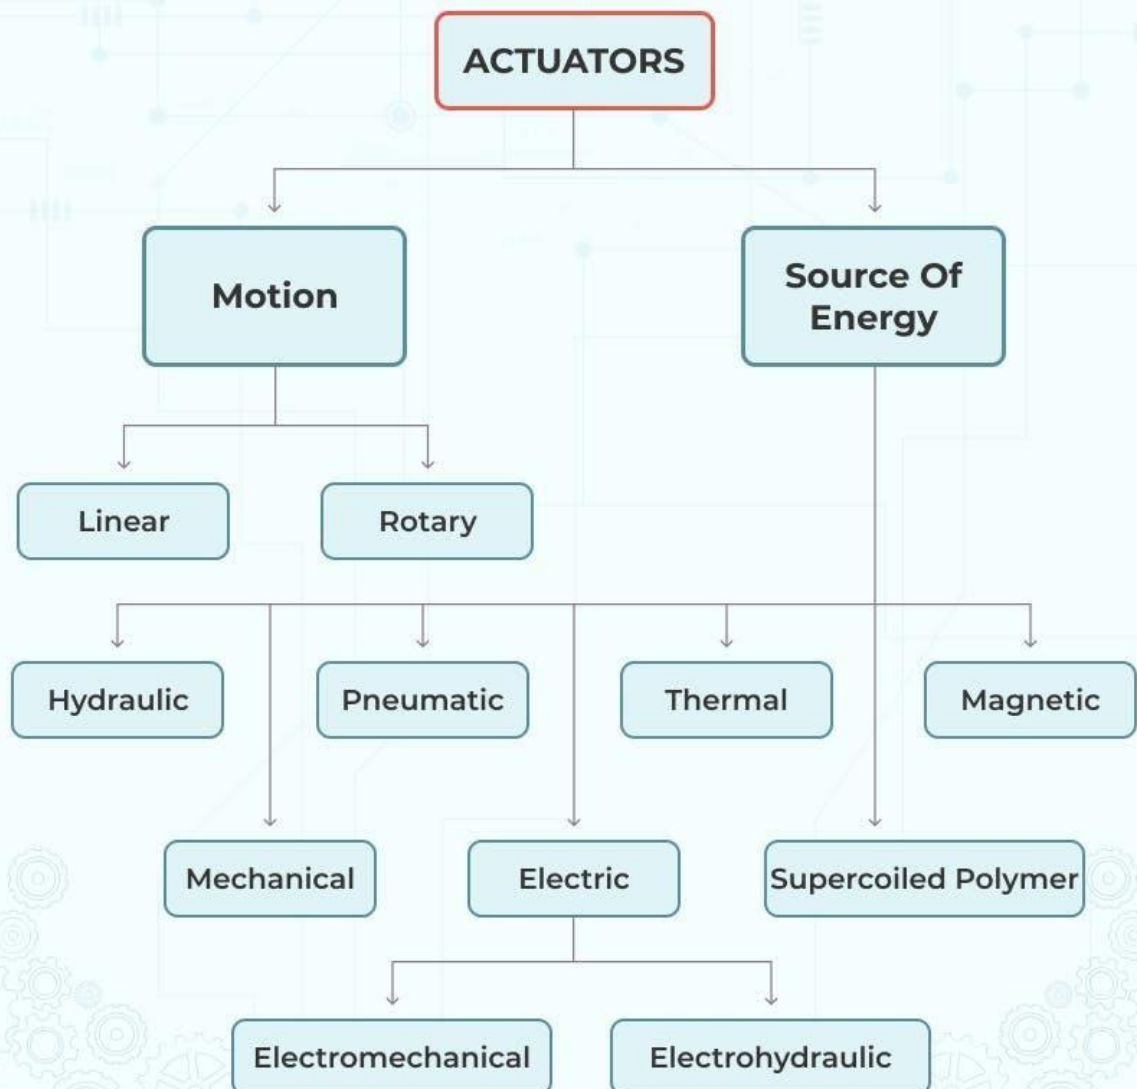 ACTUATORS
Motion
Source Of
Energy
Linear
Rotary
Hydraulic
Pneumatic
Thermal
Magnetic
Mechanical
Electric
Supercoiled Polymer
Electromechanical
Electrohydraulic